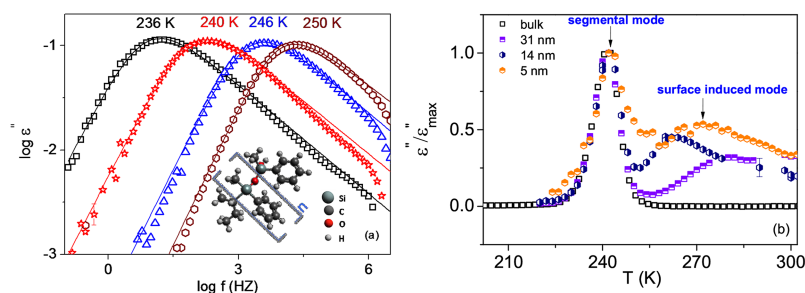 236 K
240 K
246 K
250 K
-1
-2
-3
log ε"
0
3
6
log f (HZ)
n
Si
C
O
H
(a)
bulk
31 nm
14 nm
5 nm
segmental mode
surface induced mode
1.0
0.5
0.0
ε"/ε"max
210
240
270
300
T (K)
(b)